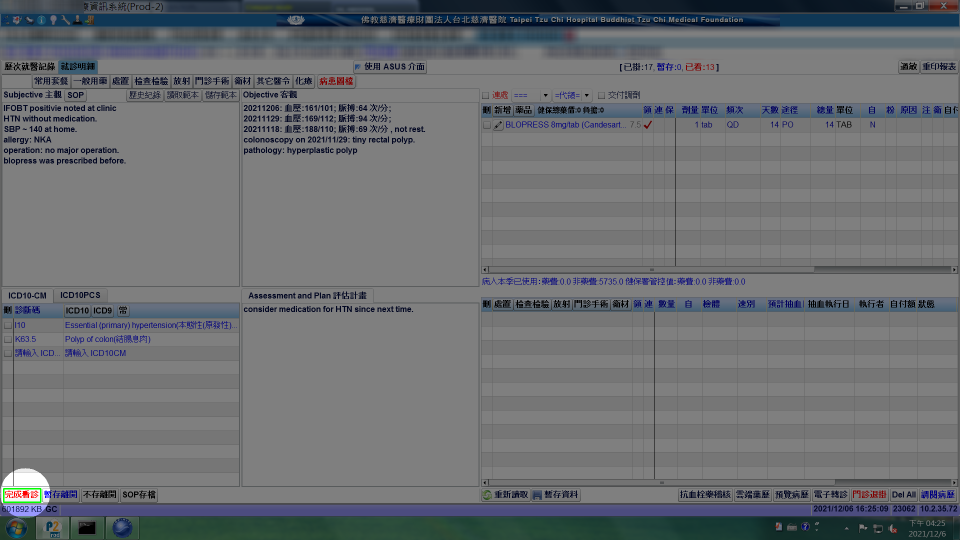 資訊系統(Prod-2)
佛教慈濟醫療財團法人台北慈濟醫院 Taipei Tzu Chi Hospital Buddhist Tzu Chi Medical Foundation
歷次就醫記錄 就診明細 使用 ASUS 介面 [已掛:17, 暫存:0, 已看:13 ] 過敏 重印報表
常用套餐 一般用藥 處置 檢查檢驗 放射 門診手術 衛材 其它醫令 化療 病患圖檔
Subjective 主觀 SOP 歷史紀錄 讀取範本 儲存範本
IFOBT positivie noted at clinic
HTN without medication.
SBP ~ 140 at home.
allergy: NKA
operation: no major operation.
blopress was prescribed before.
Objective 客觀
20211206: 血壓:161/101; 脈搏:64 次/分;
20211129: 血壓:169/112; 脈搏:94 次/分;
20211118: 血壓:188/110; 脈搏:69 次/分 , not rest.
colonoscopy on 2021/11/29: tiny rectal polyp.
pathology: hyperplastic polyp
連處 === =代碼= 交付調劑
刪 新增 藥品 健保總藥價:0 自費:0 領 連 保 劑量 單位 頻次 天數 途徑 總量 單位 自 粉 原因 注 衛 自付
BLOPRESS 8mg/tab (Candesart... 7.5 1 tab QD 14 PO 14 TAB N
病人本季已使用:藥費:0.0 非藥費:5735.0 健保署管控值:藥費:0.0 非藥費:0.0
ICD10-CM ICD10PCS
刪 診斷碼 ICD10 ICD9 常
I10 Essential (primary) hypertension(本態性(原發性)...
K63.5 Polyp of colon(結腸息肉)
請輸入 ICD... 請輸入 ICD10CM
Assessment and Plan 評估計畫
consider medication for HTN since next time.
刪 處置 檢查檢驗 放射 門診手術 衛材 領 連 數量 自 檢體 速別 預計抽血 抽血執行日 執行者 自付額 狀態
完成看診 暫存離開 不存離開 SOP存檔 重新讀取 暫存資料 抗血栓藥稽核 雲端藥歷 預覽病歷 電子轉診 門診退掛 Del All 請閱病歷
601892 KB GC 2021/12/06 16:25:09 23062 10.2.35.72
下午 04:25
2021/12/6